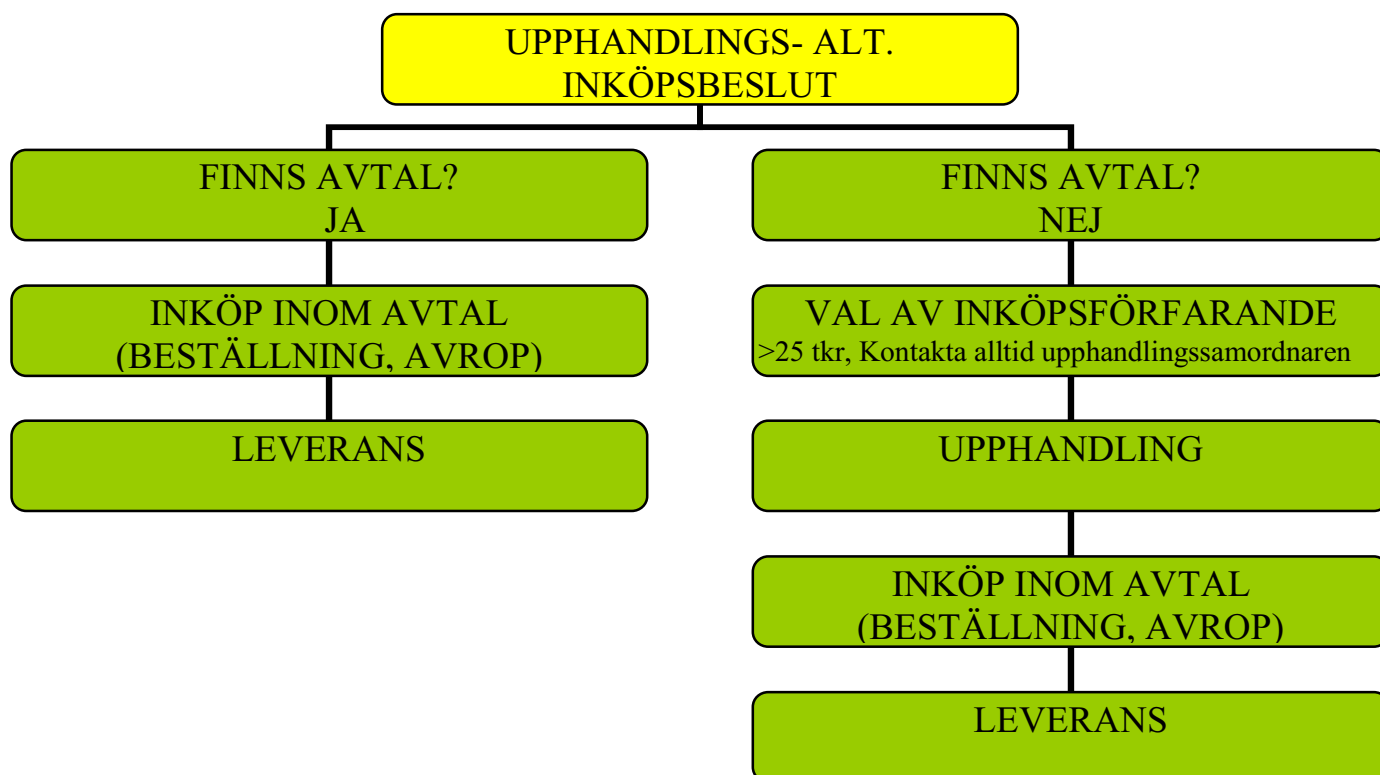 UPPHANDLINGS- ALT.
INKÖPSBESLUT
FINNS AVTAL?
JA
INKÖP INOM AVTAL
(BESTÄLLNING, AVROP)
LEVERANS
FINNS AVTAL?
NEJ
VAL AV INKÖPSFÖRFARANDE
>25 tkr, Kontakta alltid upphandlingssamordnaren
UPPHANDLING
INKÖP INOM AVTAL
(BESTÄLLNING, AVROP)
LEVERANS